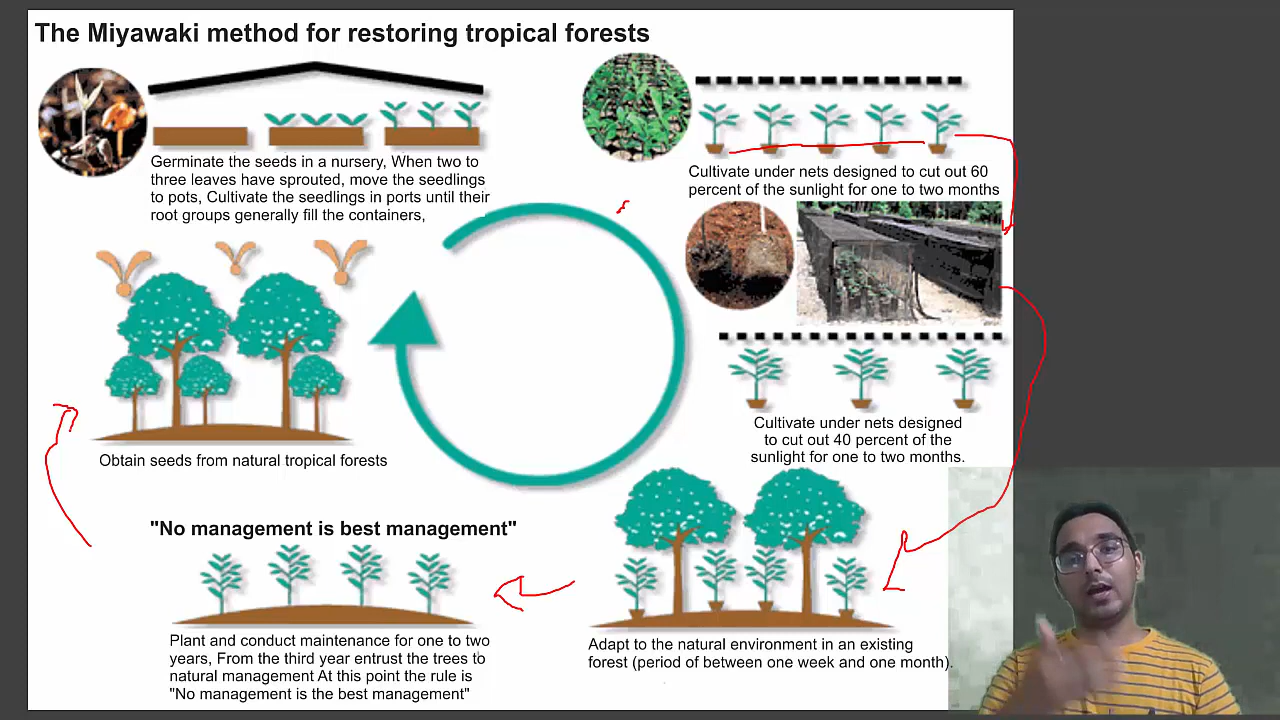 The Miyawaki method for restoring tropical forests
Germinate the seeds in a nursery, When two to
three leaves have sprouted, move the seedlings
to pots, Cultivate the seedlings in ports until their
root groups generally fill the containers,
Cultivate under nets designed to cut out 60
percent of the sunlight for one to two months
Cultivate under nets designed
to cut out 40 percent of the
sunlight for one to two months.
Adapt to the natural environment in an existing
forest (period of between one week and one month).
"No management is best management"
Plant and conduct maintenance for one to two
years, From the third year entrust the trees to
natural management At this point the rule is
"No management is the best management"
Obtain seeds from natural tropical forests